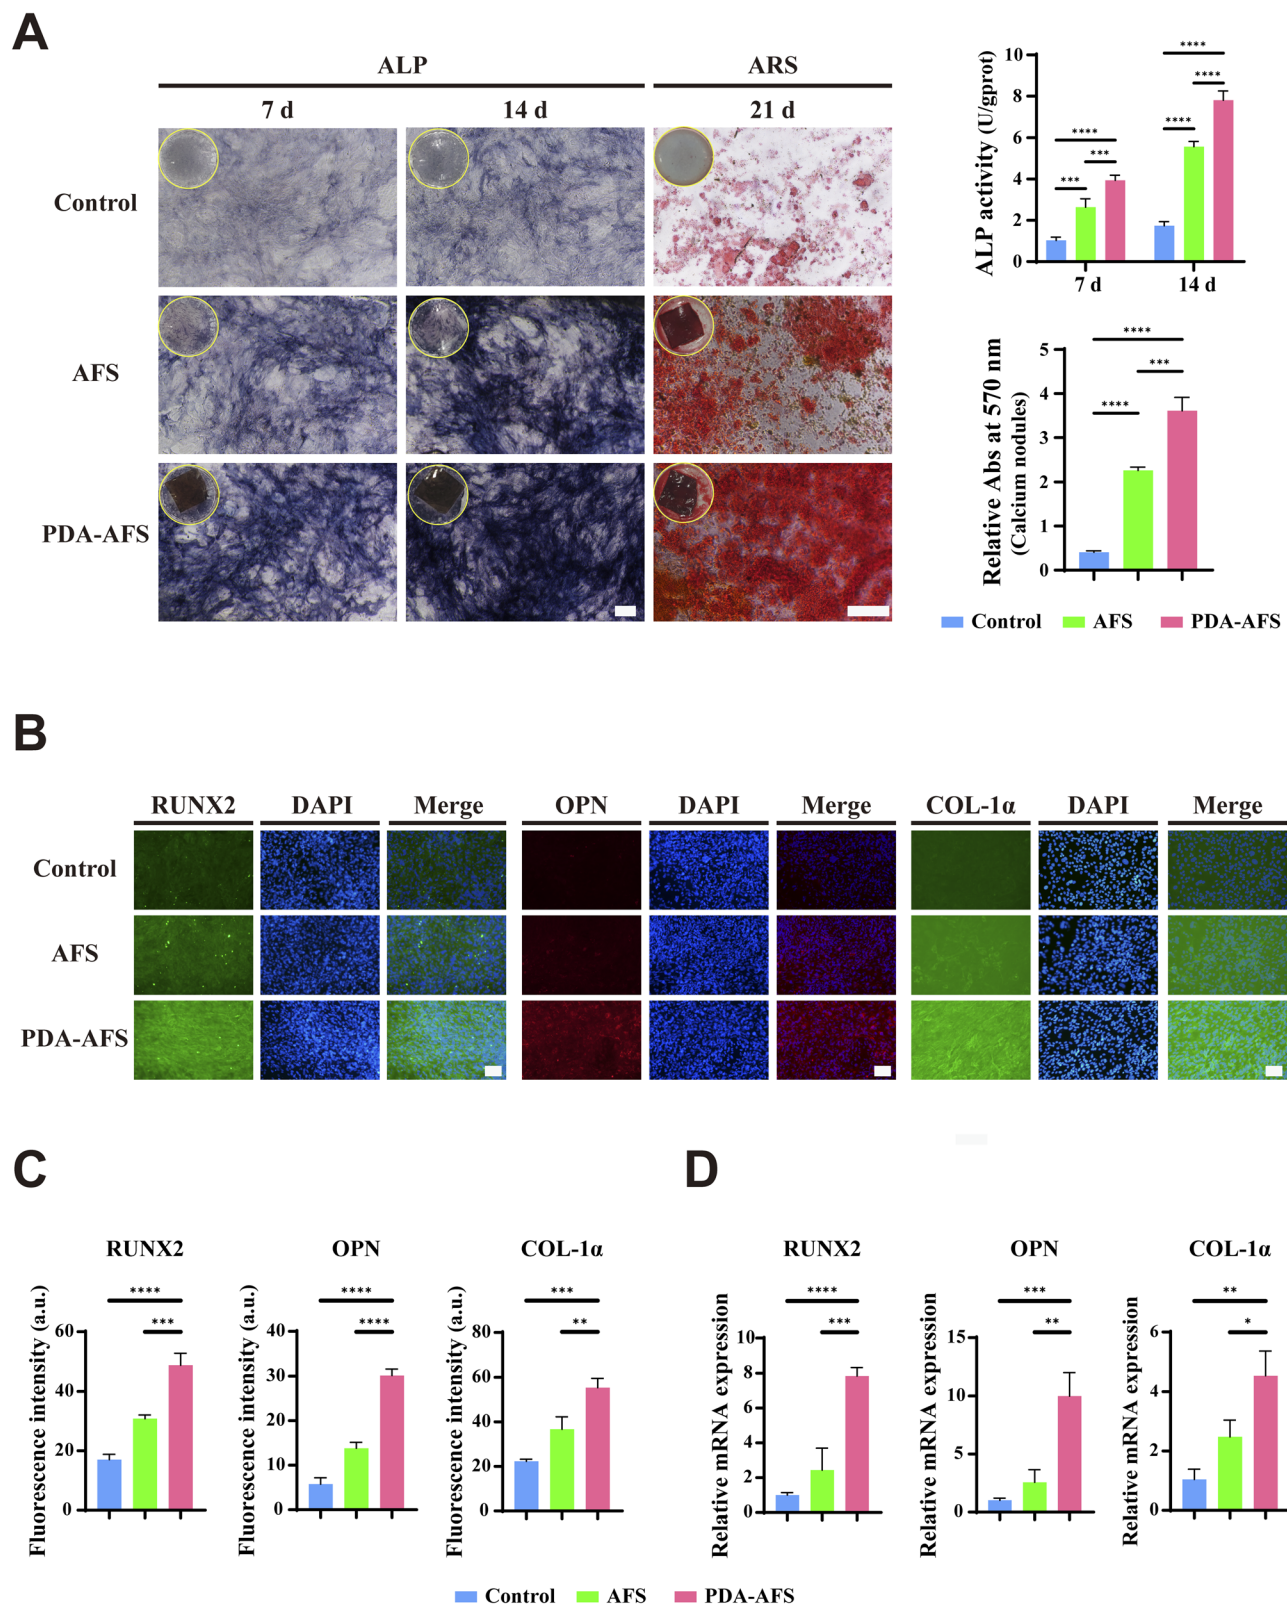 A
ALP
ARS
7 d
14 d
21 d
Control
AFS
PDA-AFS
ALP activity (U/gprot)
10
8
6
4
2
0
****
***
***
****
****
****
7 d
14 d
Relative Abs at 570 nm
(Calcium nodules)
5
4
3
2
1
0
****
***
****
Control
AFS
PDA-AFS
B
RUNX2
DAPI
Merge
OPN
DAPI
Merge
COL-1α
DAPI
Merge
Control
AFS
PDA-AFS
C
RUNX2
Fluorescence intensity (a.u.)
60
40
20
0
****
***
OPN
Fluorescence intensity (a.u.)
40
30
20
10
0
****
****
COL-1α
Fluorescence intensity (a.u.)
80
60
40
20
0
***
**
D
RUNX2
Relative mRNA expression
10
8
6
4
2
0
****
***
OPN
Relative mRNA expression
15
10
5
0
***
**
COL-1α
Relative mRNA expression
6
4
2
0
**
*
Control
AFS
PDA-AFS